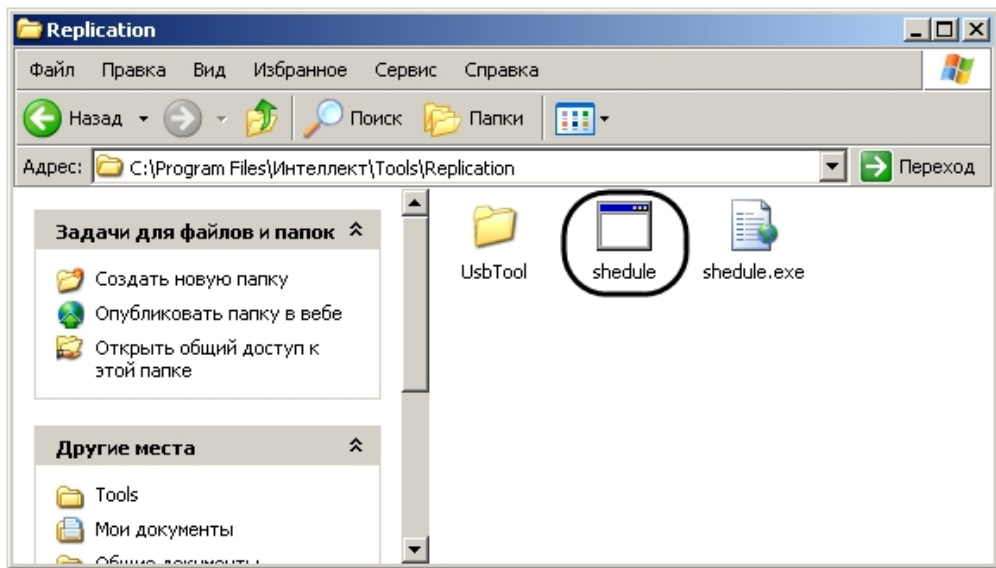 Replication
Файл Правка Вид Избранное Сервис Справка
Назад Поиск Папки
Адрес: C:\Program Files\Интеллект\Tools\Replication Переход
Задачи для файлов и папок
Создать новую папку
Опубликовать папку в вебе
Открыть общий доступ к
этой папке
Другие места
Tools
Мои документы
Общие документы
UsbTool shedule shedule.exe